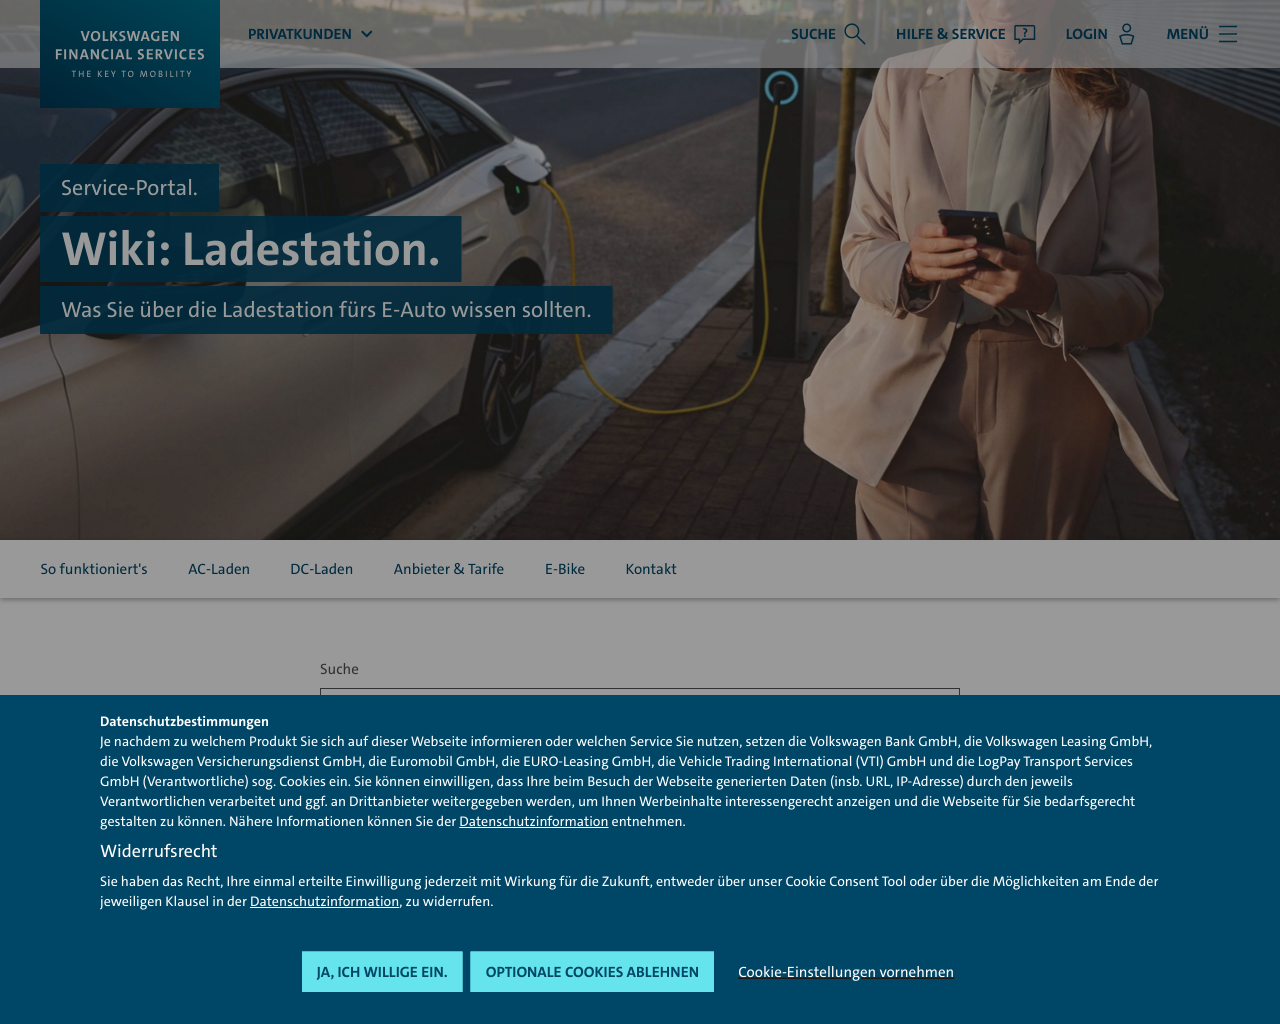 VOLKSWAGEN
FINANCIAL SERVICES
THE KEY TO MOBILITY
PRIVATKUNDEN
SUCHE
HILFE & SERVICE
LOGIN
MENÜ
Service-Portal.
Wiki: Ladestation.
Was Sie über die Ladestation fürs E-Auto wissen sollten.
So funktioniert's
AC-Laden
DC-Laden
Anbieter & Tarife
E-Bike
Kontakt
Suche
Datenschutzbestimmungen
Je nachdem zu welchem Produkt Sie sich auf dieser Webseite informieren oder welchen Service Sie nutzen, setzen die Volkswagen Bank GmbH, die Volkswagen Leasing GmbH,
die Volkswagen Versicherungsdienst GmbH, die Euromobil GmbH, die EURO-Leasing GmbH, die Vehicle Trading International (VTI) GmbH und die LogPay Transport Services
GmbH (Verantwortliche) sog. Cookies ein. Sie können einwilligen, dass Ihre beim Besuch der Webseite generierten Daten (insb. URL, IP-Adresse) durch den jeweils
Verantwortlichen verarbeitet und ggf. an Drittanbieter weitergegeben werden, um Ihnen Werbeinhalte interessengerecht anzeigen und die Webseite für Sie bedarfsgerecht
gestalten zu können. Nähere Informationen können Sie der Datenschutzinformation entnehmen.
Widerrufsrecht
Sie haben das Recht, Ihre einmal erteilte Einwilligung jederzeit mit Wirkung für die Zukunft, entweder über unser Cookie Consent Tool oder über die Möglichkeiten am Ende der
jeweiligen Klausel in der Datenschutzinformation, zu widerrufen.
JA, ICH WILLIGE EIN.
OPTIONALE COOKIES ABLEHNEN
Cookie-Einstellungen vornehmen